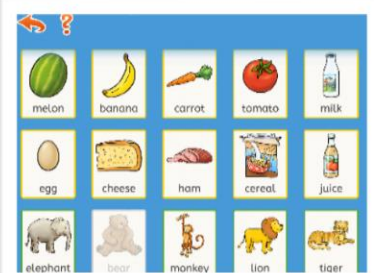 ?
melon banana carrot tomato milk
egg cheese ham cereal juice
elephant bear monkey lion tiger